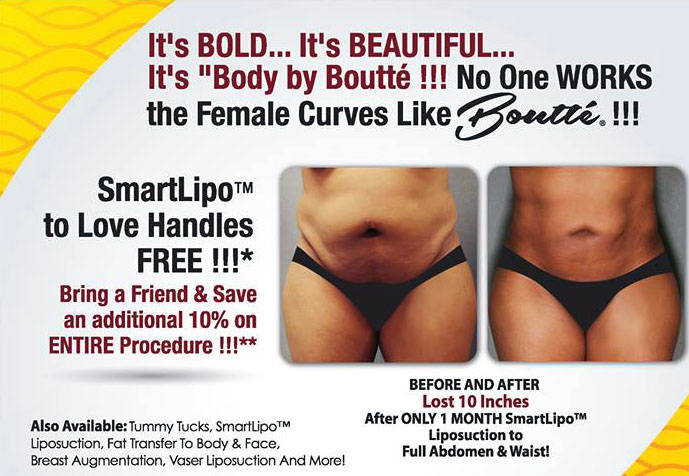 It's BOLD... It's BEAUTIFUL...
It's "Body by Boutté !!! No One WORKS
the Female Curves Like Boutté® !!!
SmartLipo™
to Love Handles
FREE !!!*
Bring a Friend & Save
an additional 10% on
ENTIRE Procedure !!!**
BEFORE AND AFTER
Lost 10 Inches
After ONLY 1 MONTH SmartLipo™
Liposuction to
Full Abdomen & Waist!
Also Available: Tummy Tucks, SmartLipo™
Liposuction, Fat Transfer To Body & Face,
Breast Augmentation, Vaser Liposuction And More!